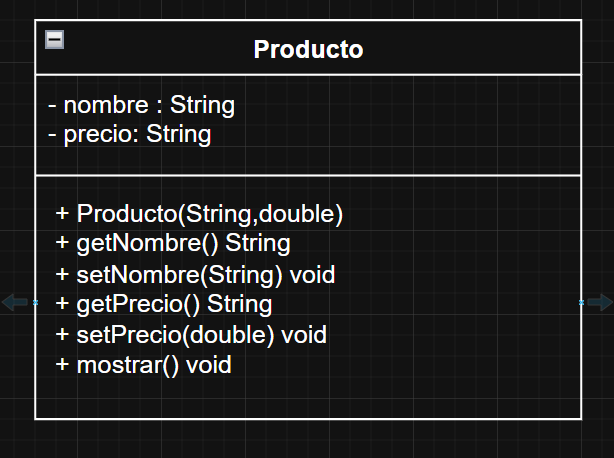 Producto
- nombre : String
- precio: String
+ Producto(String,double)
+ getNombre() String
+ setNombre(String) void
+ getPrecio() String
+ setPrecio(double) void
+ mostrar() void